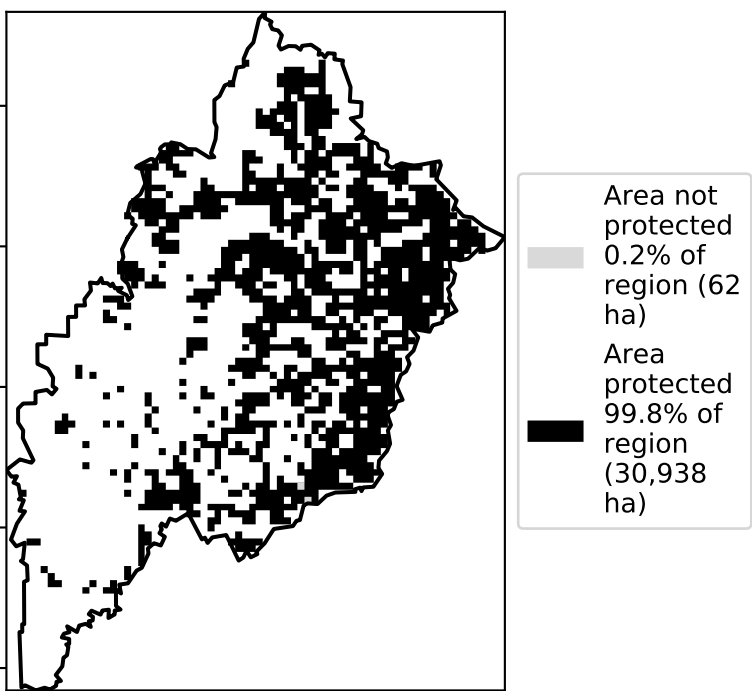 Area not
protected
0.2% of
region (62
ha)
Area
protected
99.8% of
region
(30,938
ha)